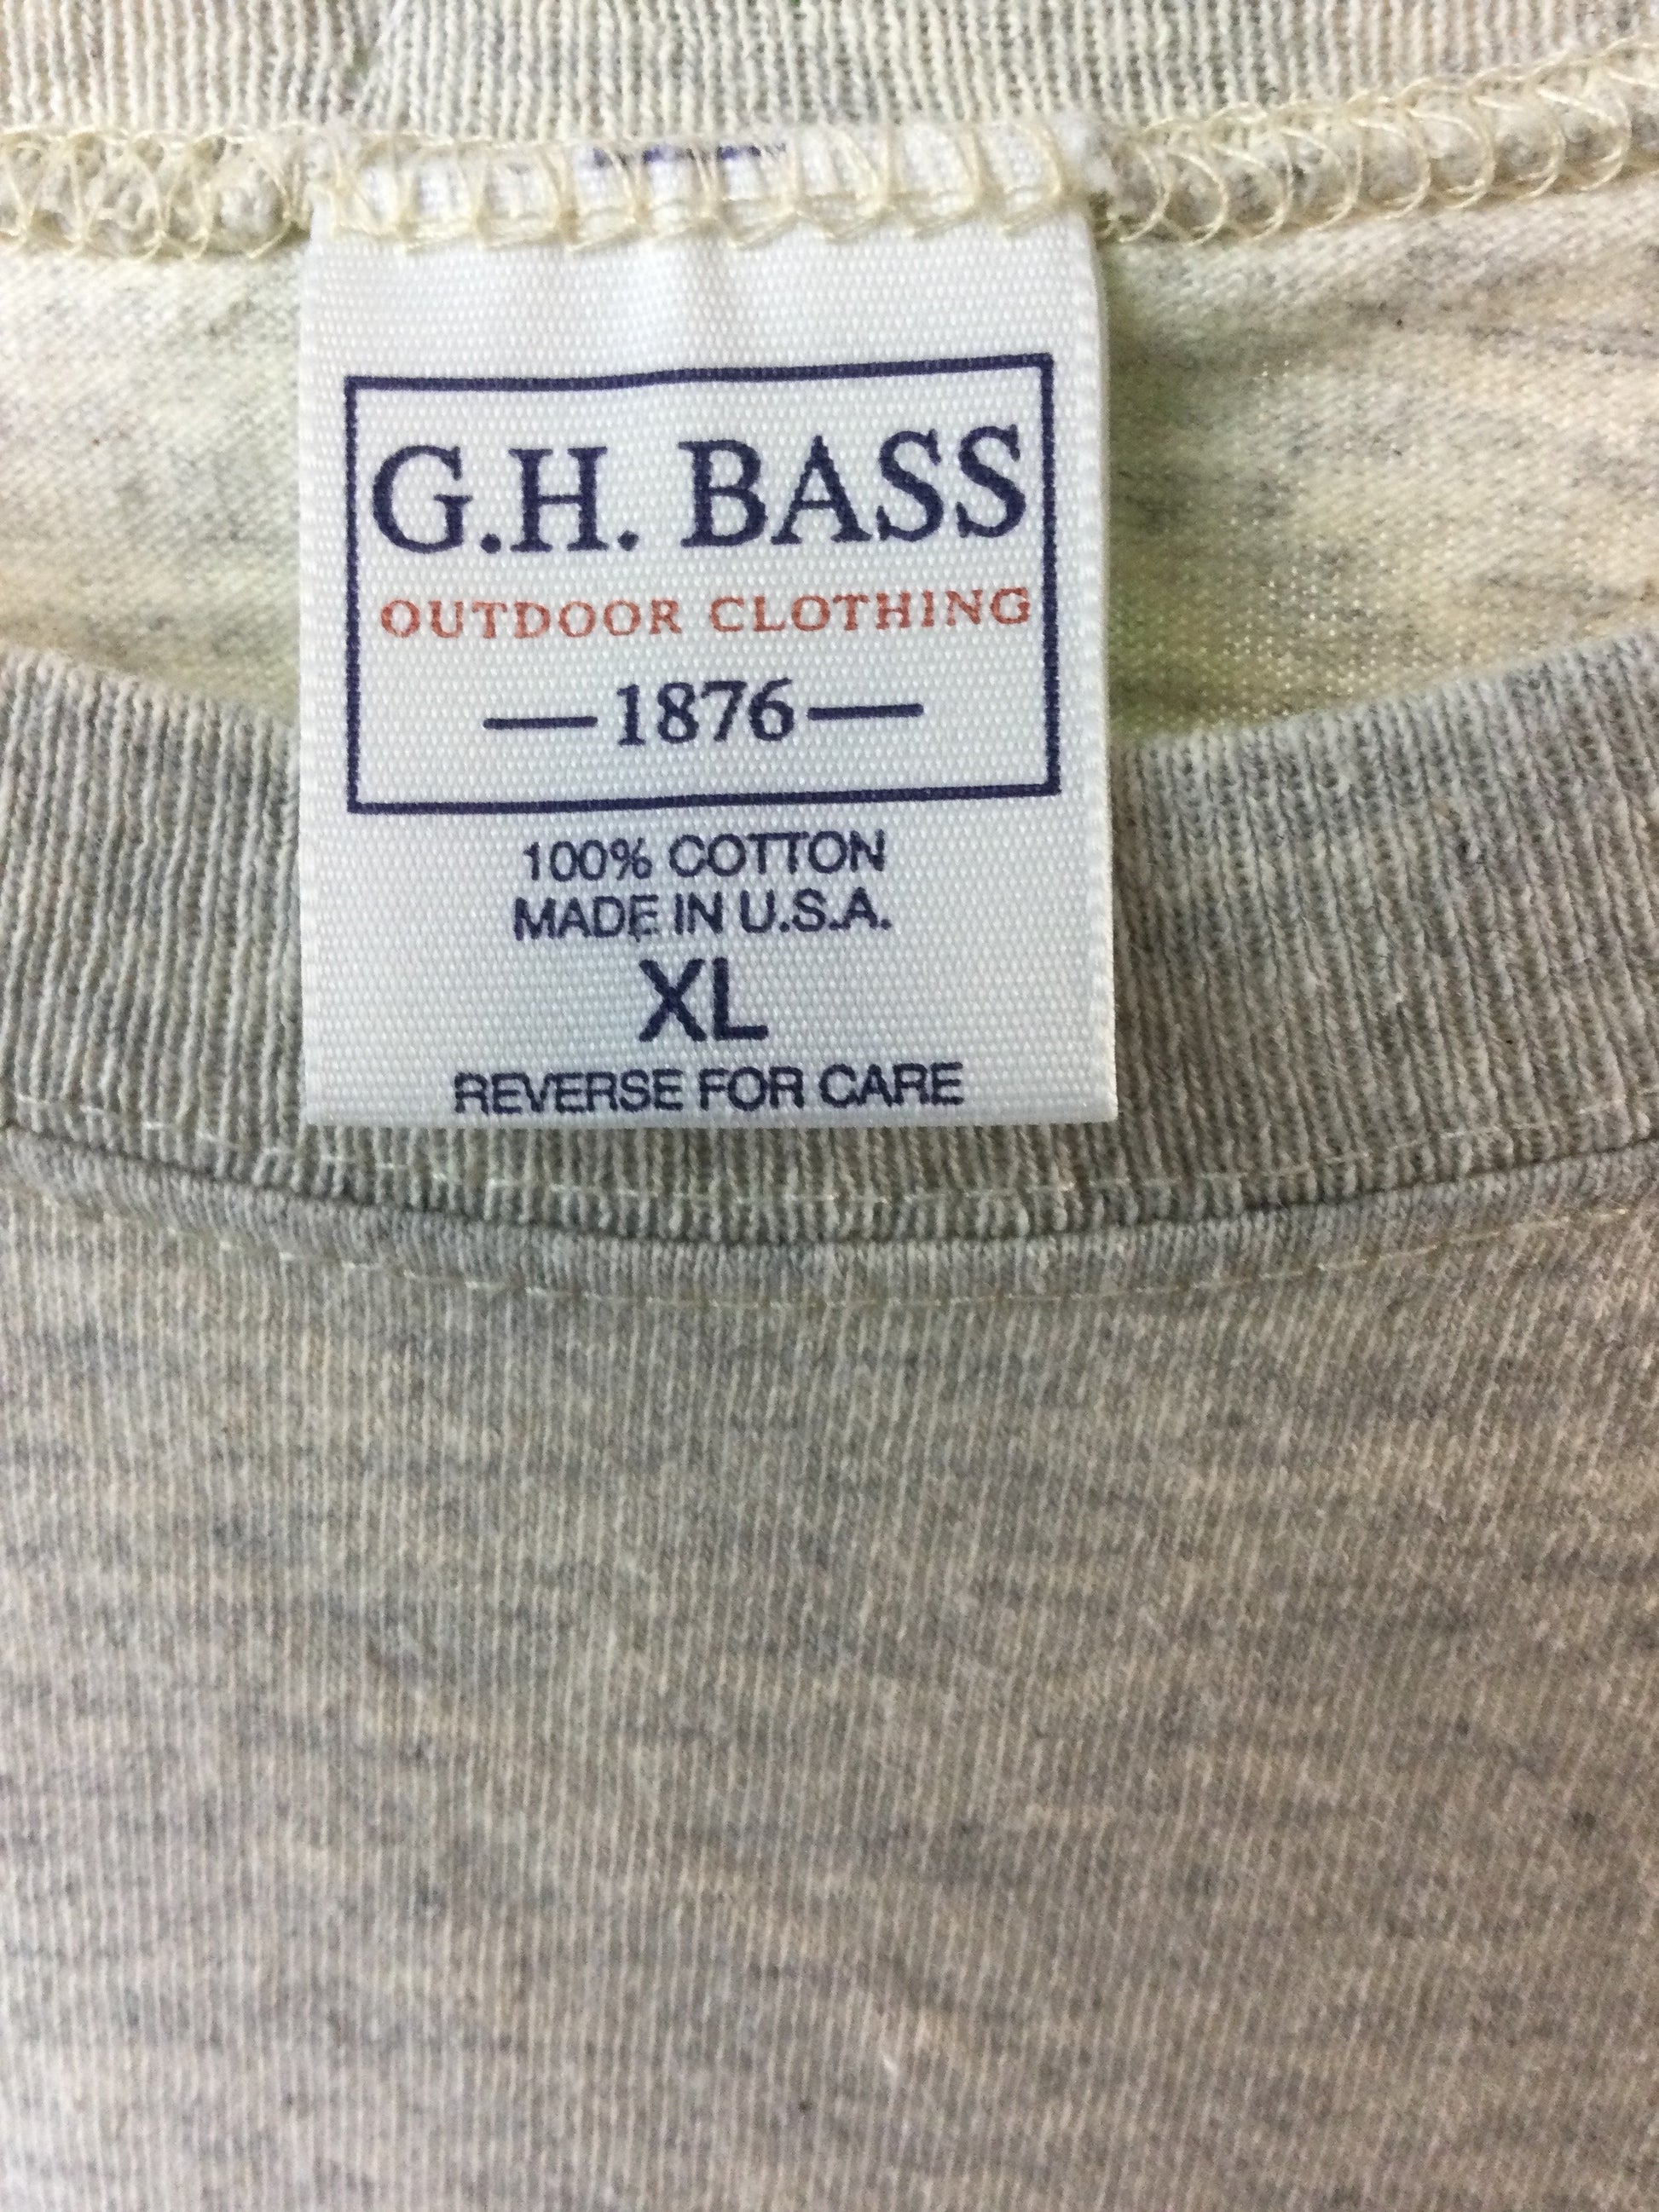 G.H. BASS
OUTDOOR CLOTHING
—1876—
100% COTTON
MADE IN U.S.A.
XL
REVERSE FOR CARE